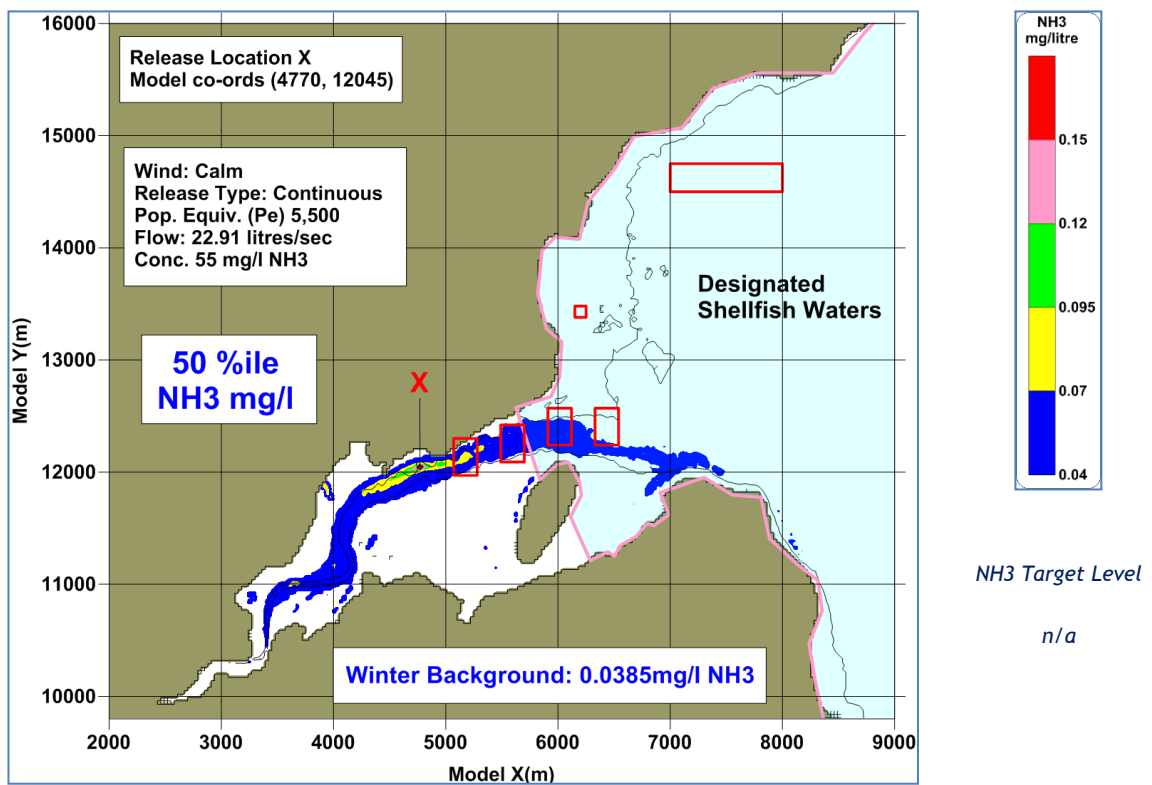 Release Location X
Model co-ords (4770, 12045)
Wind: Calm
Release Type: Continuous
Pop. Equiv. (Pe) 5,500
Flow: 22.91 litres/sec
Conc. 55 mg/l NH3
50 %ile
NH3 mg/l
X
Designated
Shellfish Waters
Winter Background: 0.0385mg/l NH3
Model Y(m)
16000
15000
14000
13000
12000
11000
10000
2000
3000
4000
5000
6000
7000
8000
9000
Model X(m)
NH3
mg/litre
0.15
0.12
0.095
0.07
0.04
NH3 Target Level
n/a